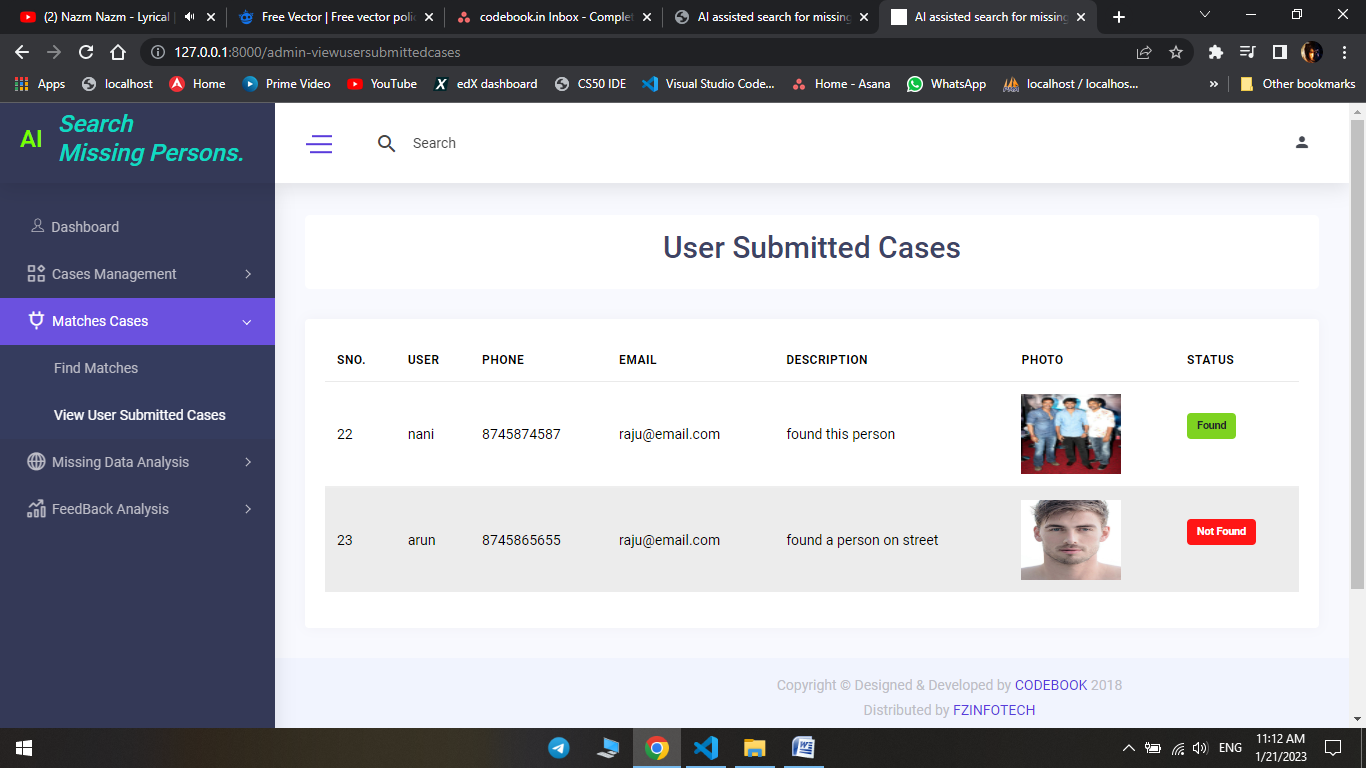 (2) Nazm Nazm - Lyrical
Free Vector | Free vector polic
codebook.in Inbox - Complet
AI assisted search for missing
AI assisted search for missing
127.0.0.1:8000/admin-viewusersubmittedcases
Apps
localhost
Home
Prime Video
YouTube
edX dashboard
CS50 IDE
Visual Studio Code...
Home - Asana
WhatsApp
localhost / localhos...
»
Other bookmarks
AI Search
Missing Persons.
Search
Dashboard
Cases Management
Matches Cases
Find Matches
View User Submitted Cases
Missing Data Analysis
FeedBack Analysis
User Submitted Cases
SNO. USER PHONE EMAIL DESCRIPTION PHOTO STATUS
22 nani 8745874587 raju@email.com found this person Found
23 arun 8745865655 raju@email.com found a person on street Not Found
Copyright © Designed & Developed by CODEBOOK 2018
Distributed by FZINFOTECH
ENG
11:12 AM
1/21/2023